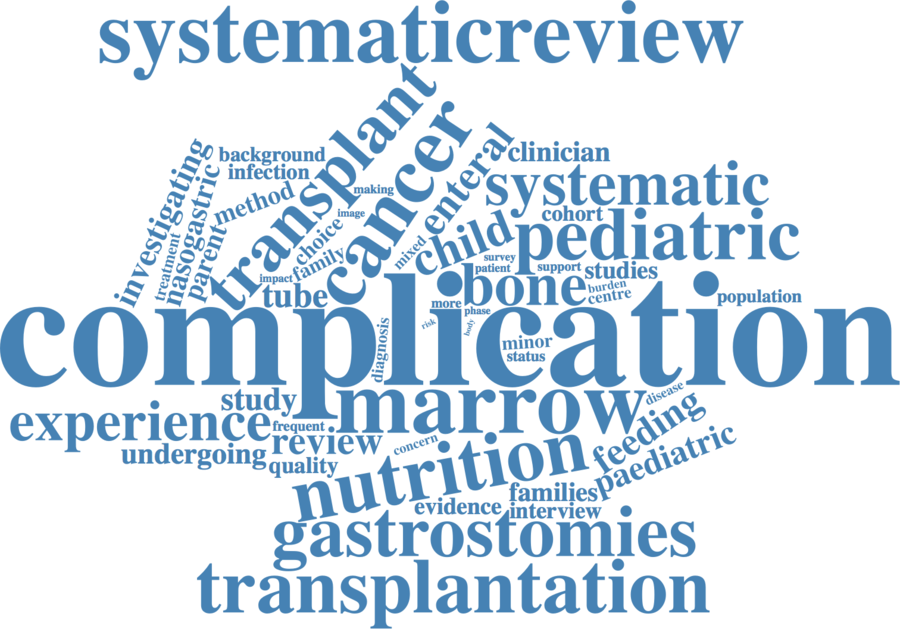 systematicreview
transplant
cancer
enteral
background
infection
clinician
investigating
nasogastric
treatment
parent
method
making
image
choice
family
impact
mixed
child
systematic
cohort
pediatric
survey
patient
support
studies
tube
bone
burden
centre
population
more
phase
risk
body
complication
diagnosis
minor
status
marrow
disease
experience
study
frequent
review
concern
undergoing
quality
nutrition
feeding
paediatric
families
evidence
interview
gastrostomies
transplantation